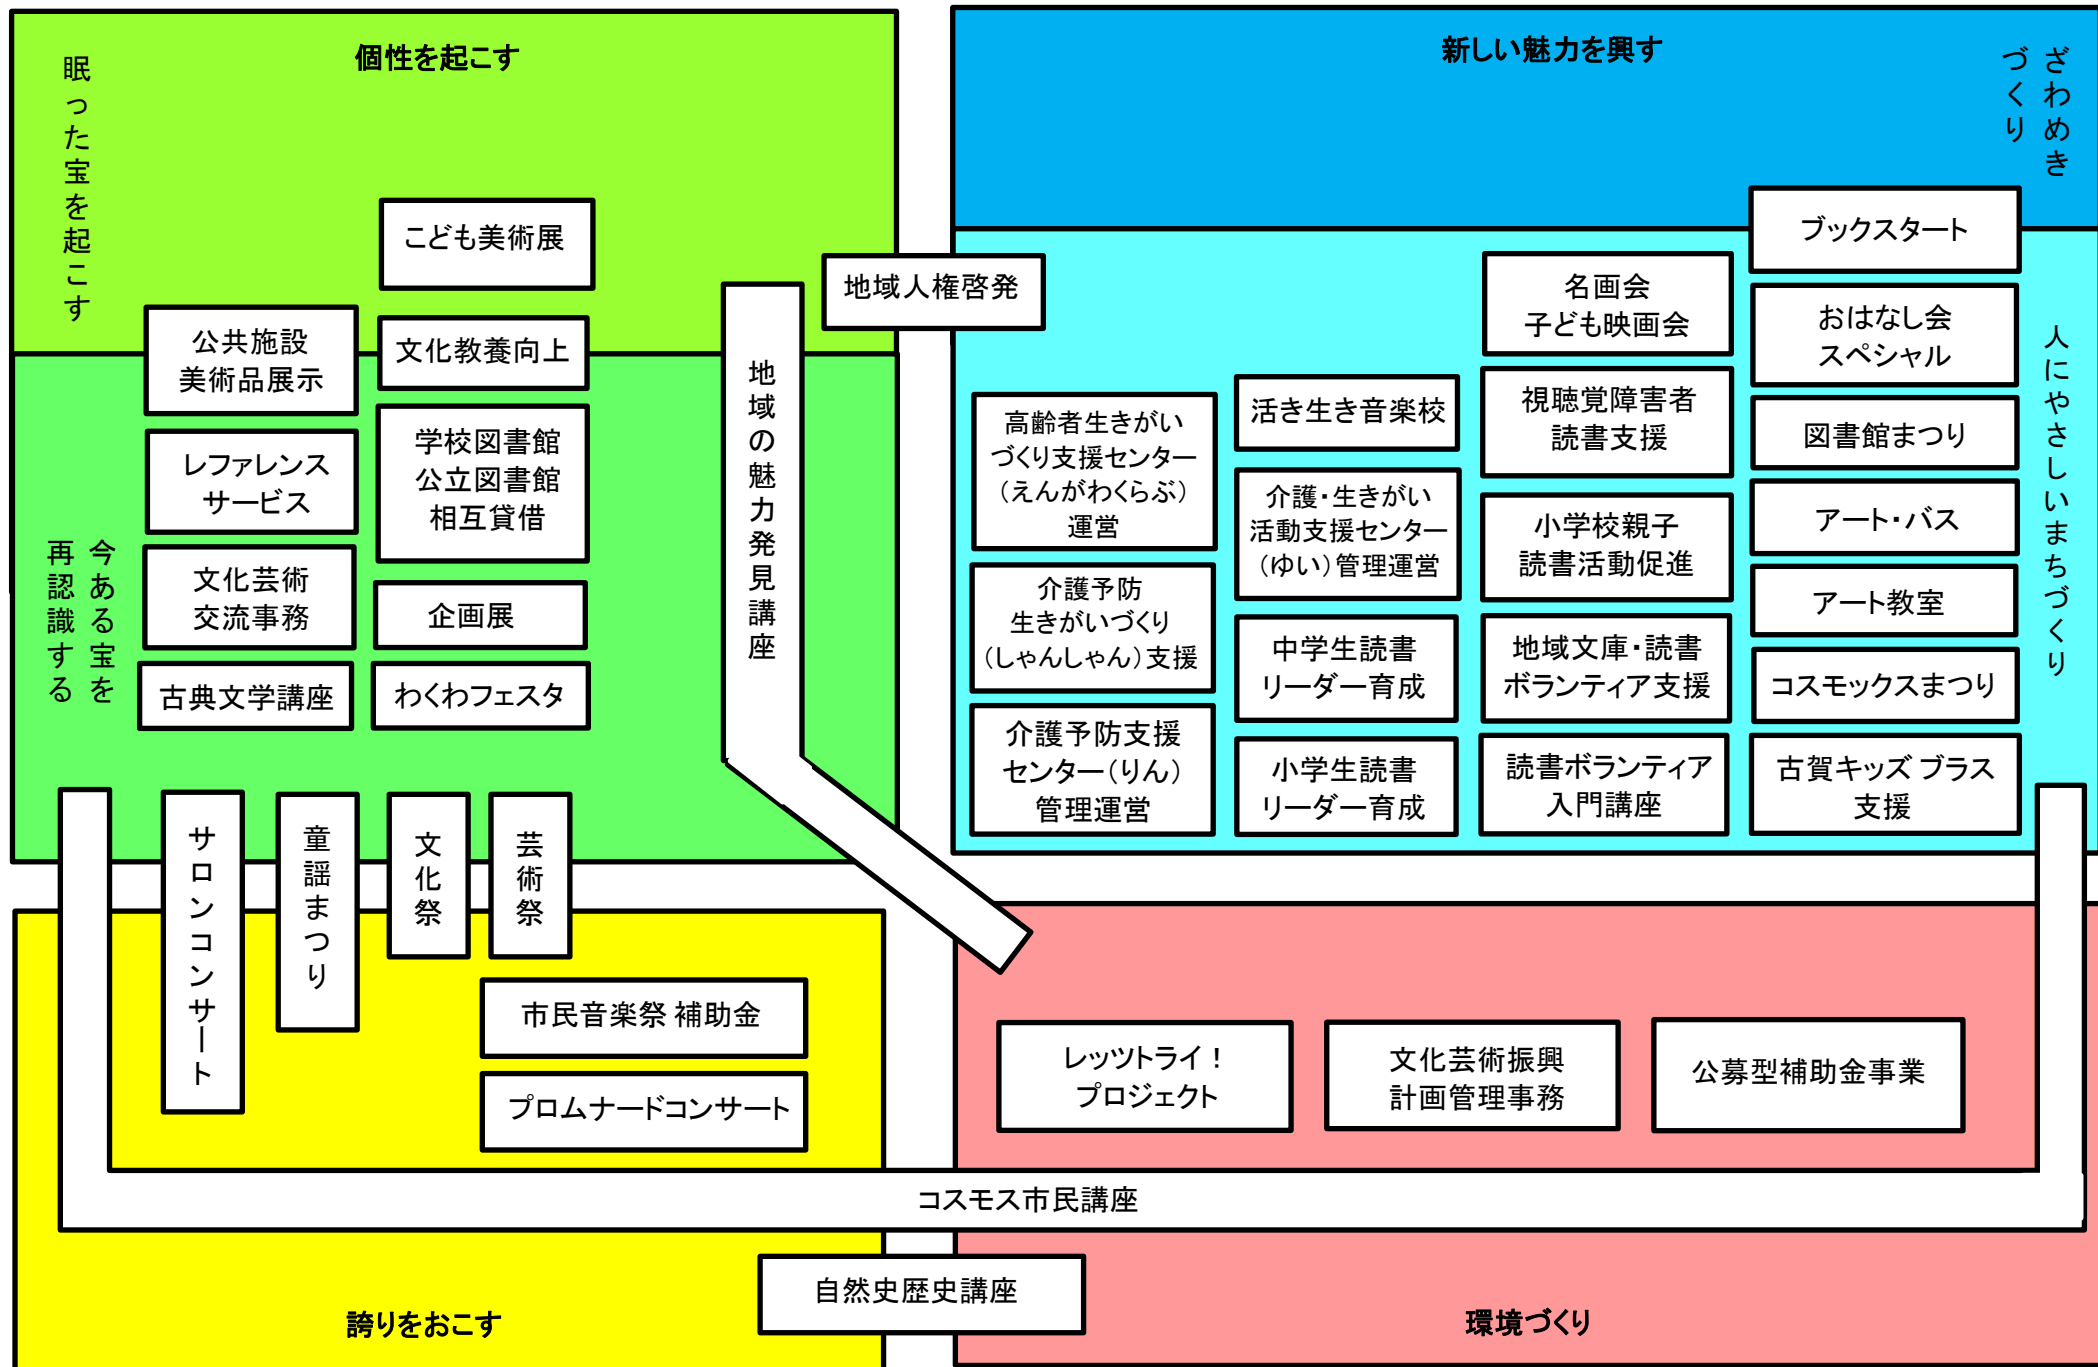 個性を起こす
眠った宝を起こす
こども美術展
公共施設
美術品展示
文化教養向上
レファレンス
サービス
学校図書館
公立図書館
相互貸借
今ある宝を
再認識する
文化芸術
交流事務
企画展
古典文学講座
わくわフェスタ
地域の魅力発見講座
地域人権啓発
新しい魅力を興す
ざわめき
づくり
ブックスタート
名画会
子ども映画会
おはなし会
スペシャル
人にやさしいまちづくり
高齢者生きがい
づくり支援センター
（えんがわくらぶ）
運営
活き生き音楽校
視聴覚障害者
読書支援
図書館まつり
介護・生きがい
活動支援センター
（ゆい）管理運営
小学校親子
読書活動促進
アート・バス
介護予防
生きがいづくり
（しゃんしゃん）支援
アート教室
中学生読書
リーダー育成
地域文庫・読書
ボランティア支援
コスモックスまつり
介護予防支援
センター（りん）
管理運営
小学生読書
リーダー育成
読書ボランティア
入門講座
古賀キッズ ブラス
支援
サロンコンサート
童謡まつり
文化祭
芸術祭
市民音楽祭 補助金
プロムナードコンサート
レッツトライ！
プロジェクト
文化芸術振興
計画管理事務
公募型補助金事業
コスモス市民講座
自然史歴史講座
誇りをおこす
環境づくり